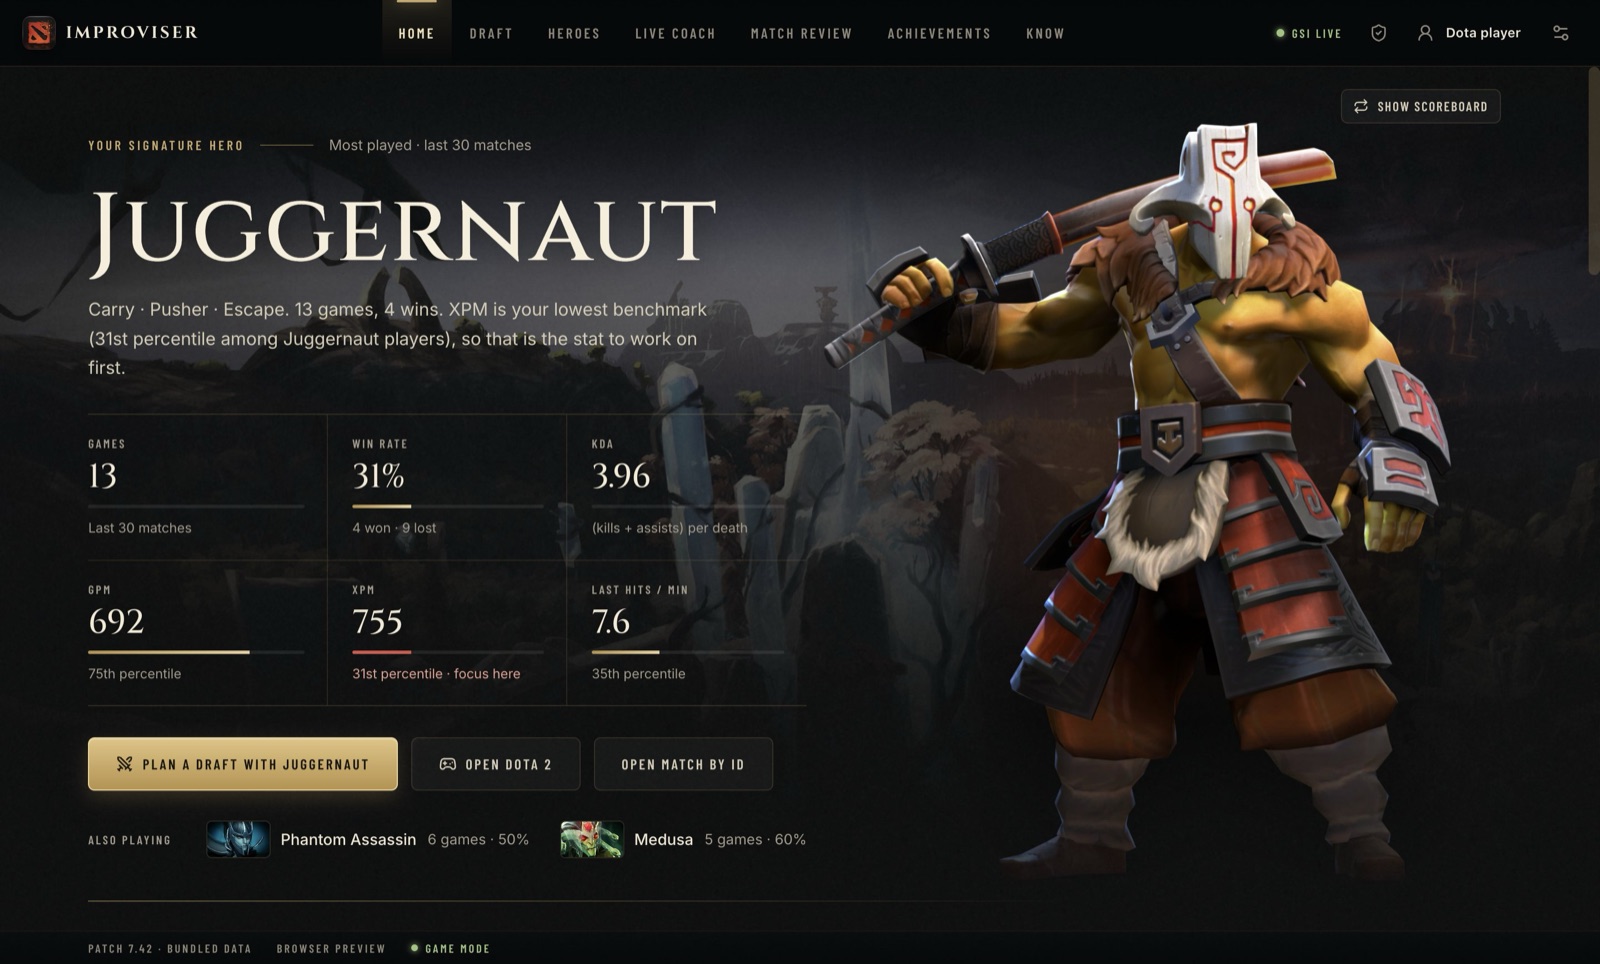 IMPROVISER
HOME DRAFT HEROES LIVE COACH MATCH REVIEW ACHIEVEMENTS KNOW
GSI LIVE
Dota player
SHOW SCOREBOARD
YOUR SIGNATURE HERO Most played · last 30 matches
JUGGERNAUT
Carry · Pusher · Escape. 13 games, 4 wins. XPM is your lowest benchmark
(31st percentile among Juggernaut players), so that is the stat to work on
first.
GAMES WIN RATE KDA
13 31% 3.96
Last 30 matches 4 won · 9 lost (kills + assists) per death
GPM XPM LAST HITS / MIN
692 755 7.6
75th percentile 31st percentile · focus here 35th percentile
PLAN A DRAFT WITH JUGGERNAUT OPEN DOTA 2 OPEN MATCH BY ID
ALSO PLAYING Phantom Assassin 6 games · 50% Medusa 5 games · 60%
PATCH 7.42 · BUNDLED DATA BROWSER PREVIEW GAME MODE